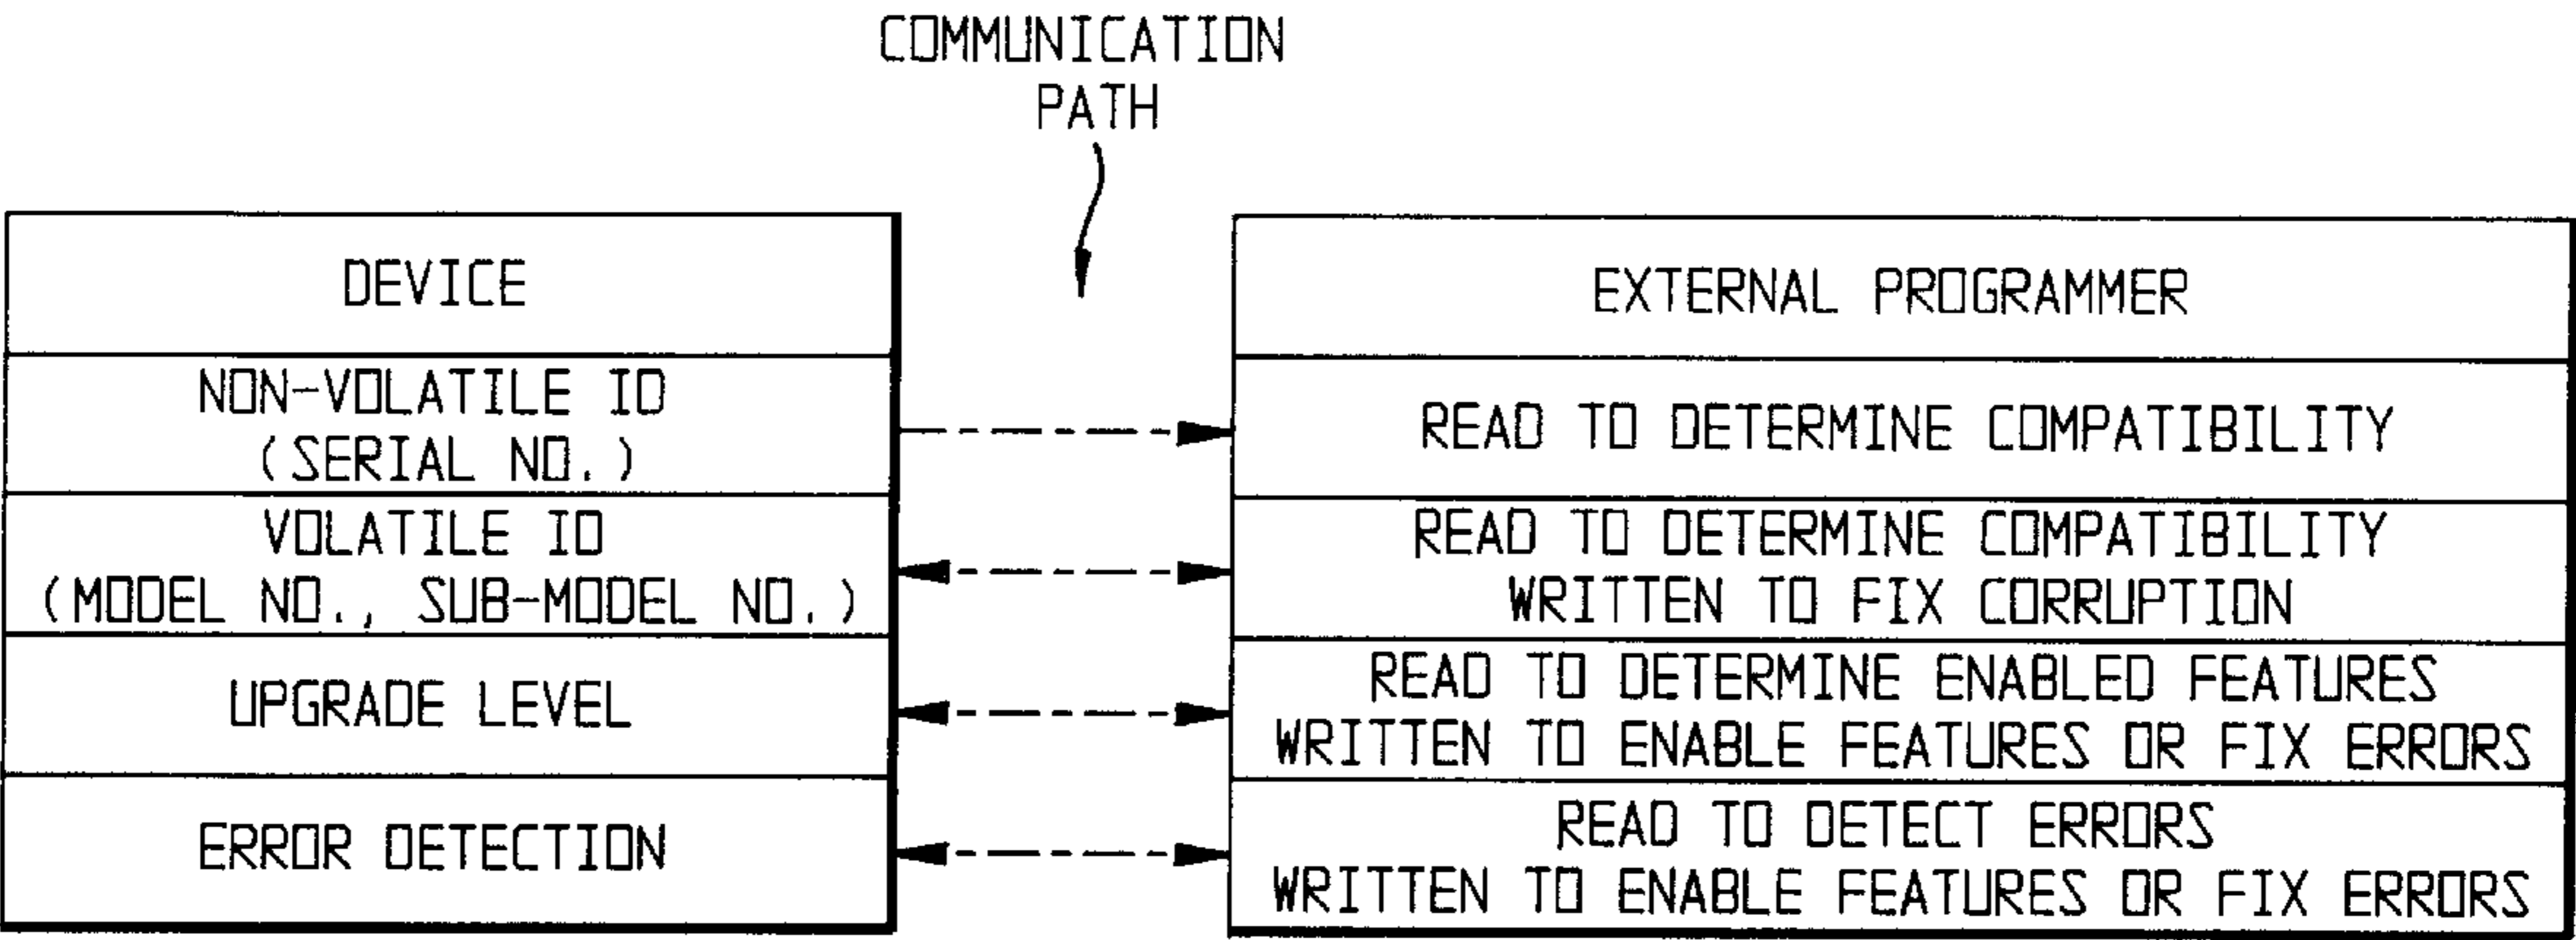 COMMUNICATION
PATH
DEVICE
NON-VOLATILE ID
(SERIAL NO.)
VOLATILE ID
(MODEL NO., SUB-MODEL NO.)
UPGRADE LEVEL
ERROR DETECTION
EXTERNAL PROGRAMMER
READ TO DETERMINE COMPATIBILITY
READ TO DETERMINE COMPATIBILITY
WRITTEN TO FIX CORRUPTION
READ TO DETERMINE ENABLED FEATURES
WRITTEN TO ENABLE FEATURES OR FIX ERRORS
READ TO DETECT ERRORS
WRITTEN TO ENABLE FEATURES OR FIX ERRORS